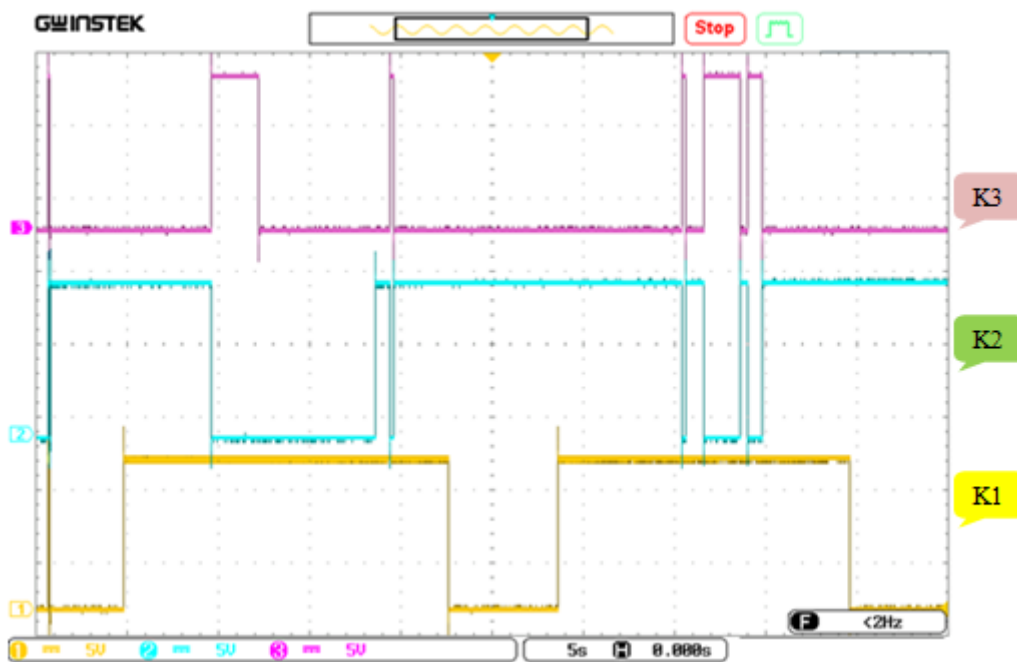 GWINSTEK Stop
3
K3
K2
2
K1
1
F <2Hz
1 5V 2 5V 3 5V 5s H 0.000s